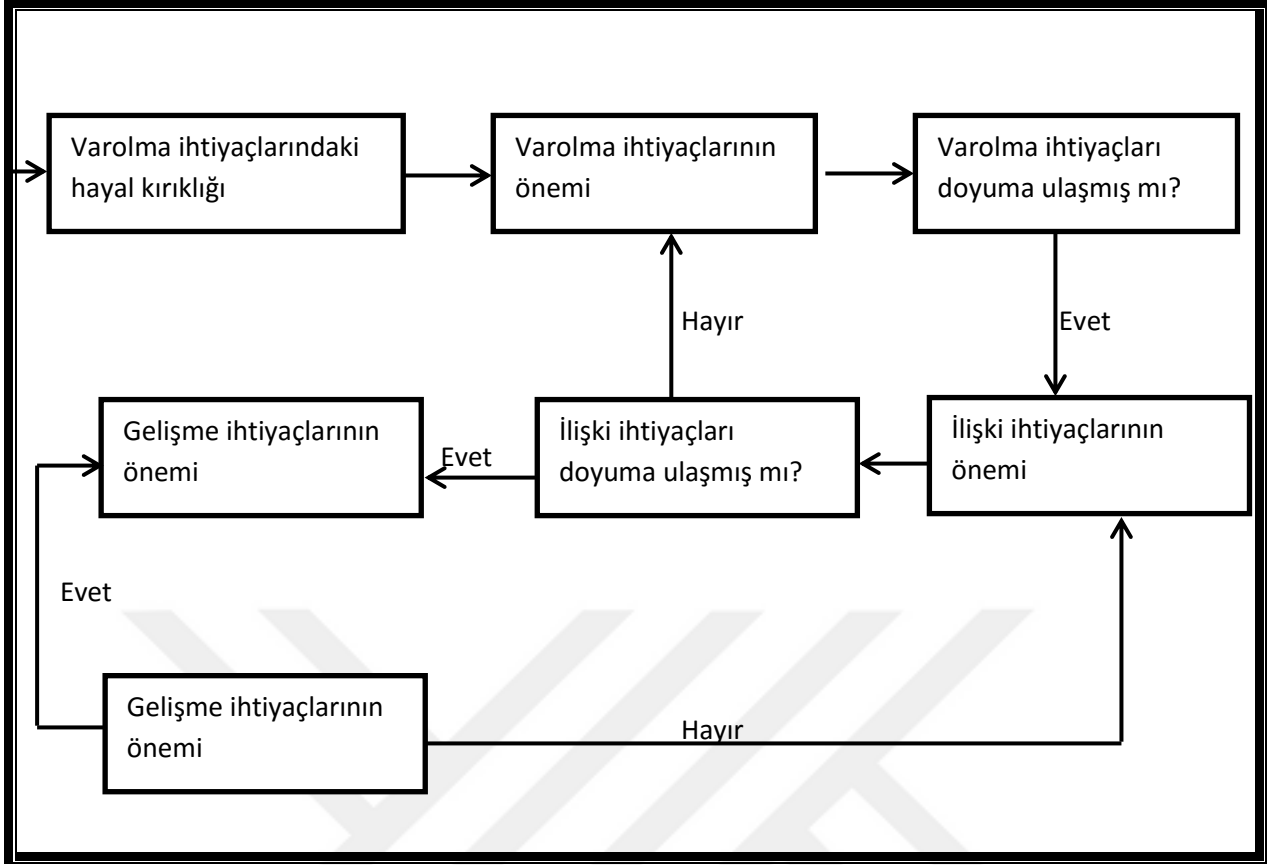 Varolma ihtiyaçlarındaki
hayal kırıklığı
Varolma ihtiyaçlarının
önemi
Varolma ihtiyaçları
doyuma ulaşmış mı?
Hayır
Evet
Gelişme ihtiyaçlarının
önemi
Evet
İlişki ihtiyaçları
doyuma ulaşmış mı?
İlişki ihtiyaçlarının
önemi
Evet
Gelişme ihtiyaçlarının
önemi
Hayır